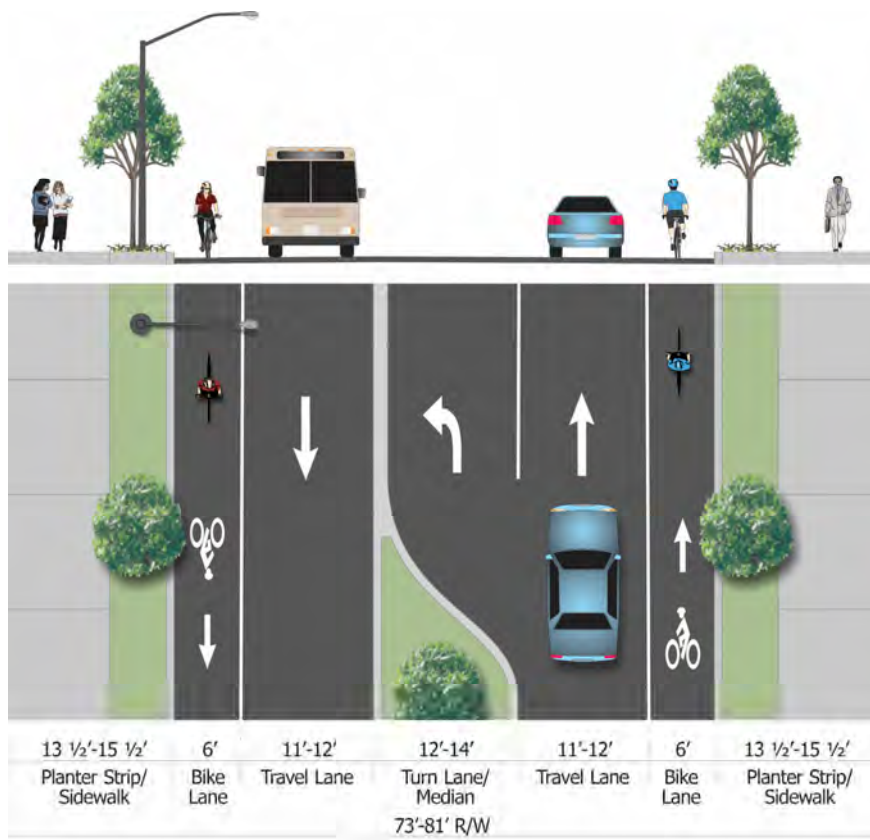 13 ½’-15 ½’ 6’ 11’-12’ 12’-14’ 11’-12’ 6’ 13 ½’-15 ½’
Planter Strip/ Bike Travel Lane Turn Lane/ Travel Lane Bike Planter Strip/
Sidewalk Lane Median Lane Sidewalk
73’-81’ R/W